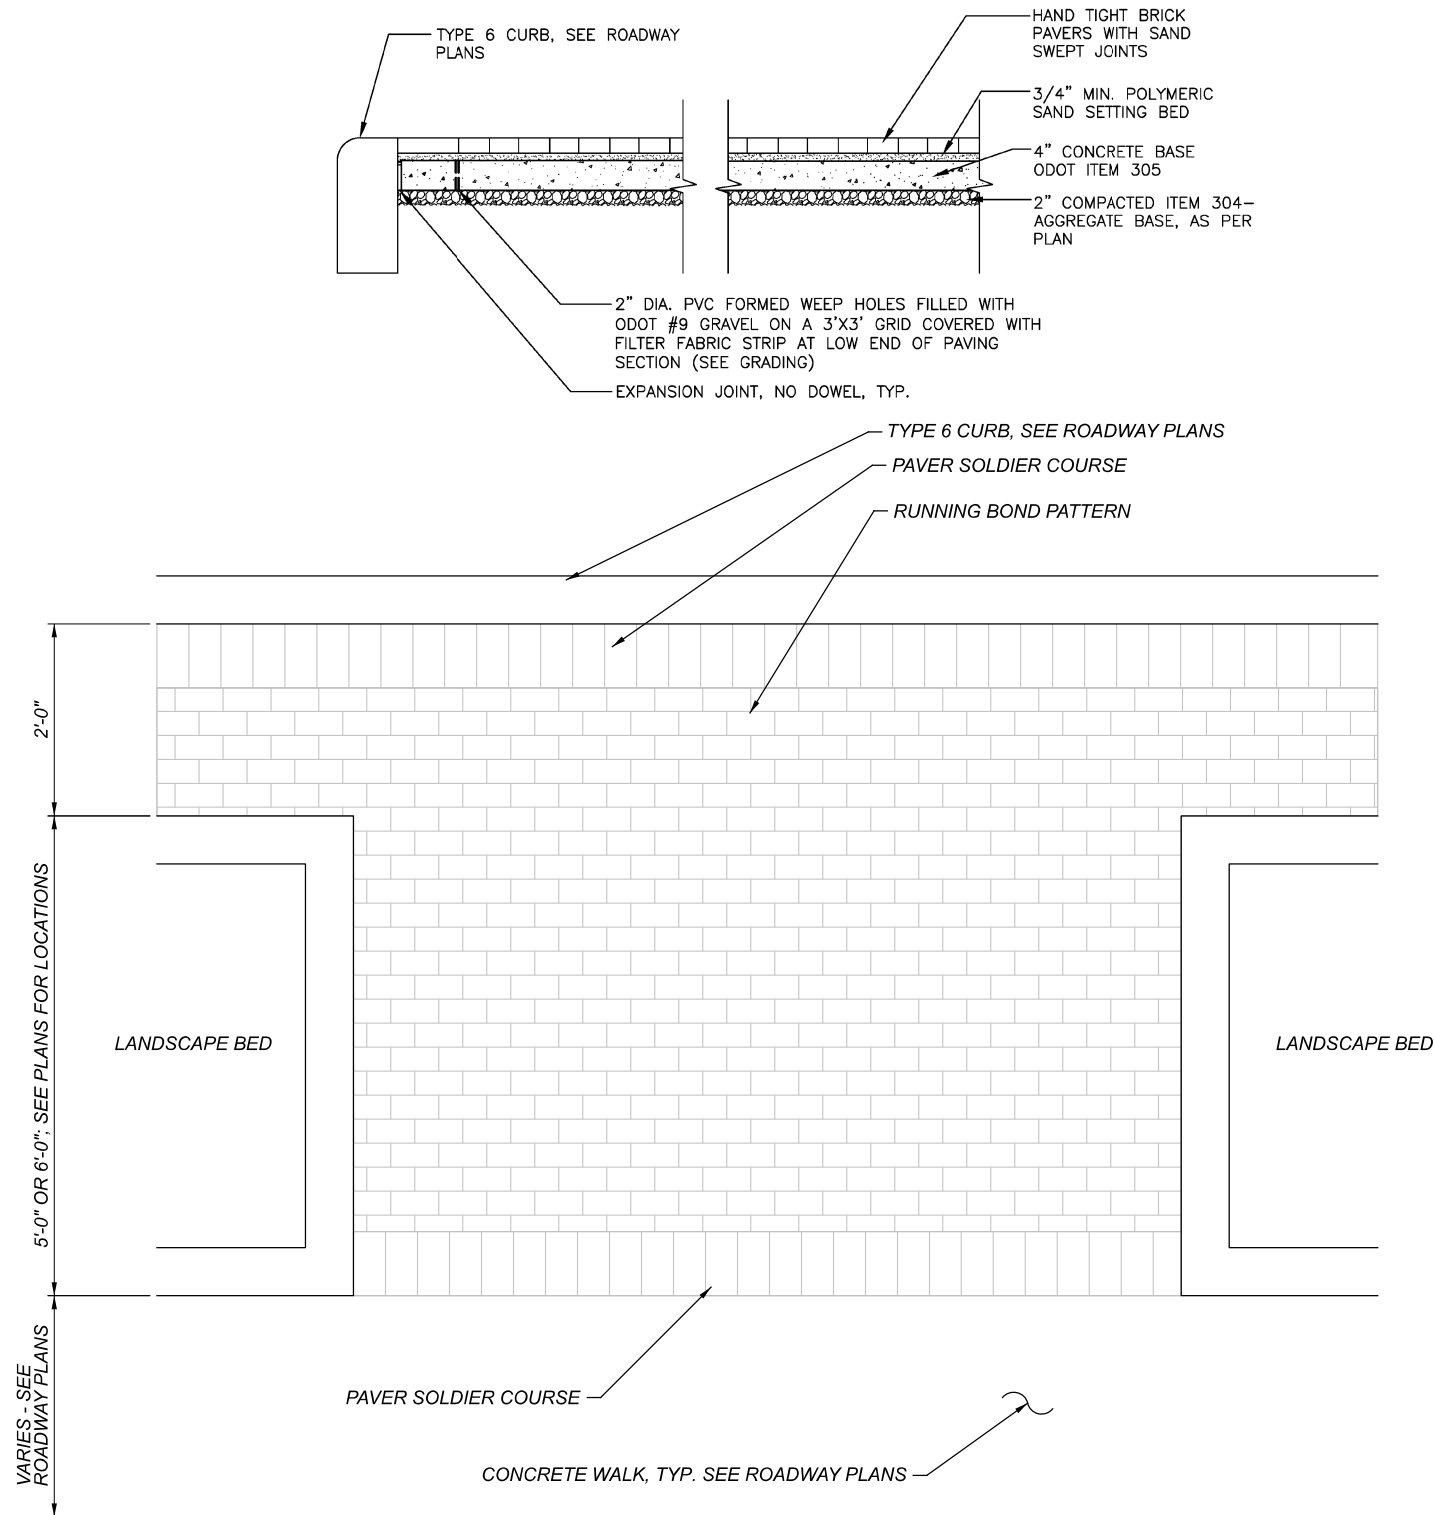 TYPE 6 CURB, SEE ROADWAY
PLANS
HAND TIGHT BRICK
PAVERS WITH SAND
SWEPT JOINTS
3/4" MIN. POLYMERIC
SAND SETTING BED
4" CONCRETE BASE
ODOT ITEM 305
2" COMPACTED ITEM 304-
AGGREGATE BASE, AS PER
PLAN
2" DIA. PVC FORMED WEEP HOLES FILLED WITH
ODOT #9 GRAVEL ON A 3'X3' GRID COVERED WITH
FILTER FABRIC STRIP AT LOW END OF PAVING
SECTION (SEE GRADING)
EXPANSION JOINT, NO DOWEL, TYP.
TYPE 6 CURB, SEE ROADWAY PLANS
PAVER SOLDIER COURSE
RUNNING BOND PATTERN
2'-0"
5'-0" OR 6'-0"; SEE PLANS FOR LOCATIONS
LANDSCAPE BED
LANDSCAPE BED
VARIES - SEE
ROADWAY PLANS
PAVER SOLDIER COURSE
CONCRETE WALK, TYP. SEE ROADWAY PLANS